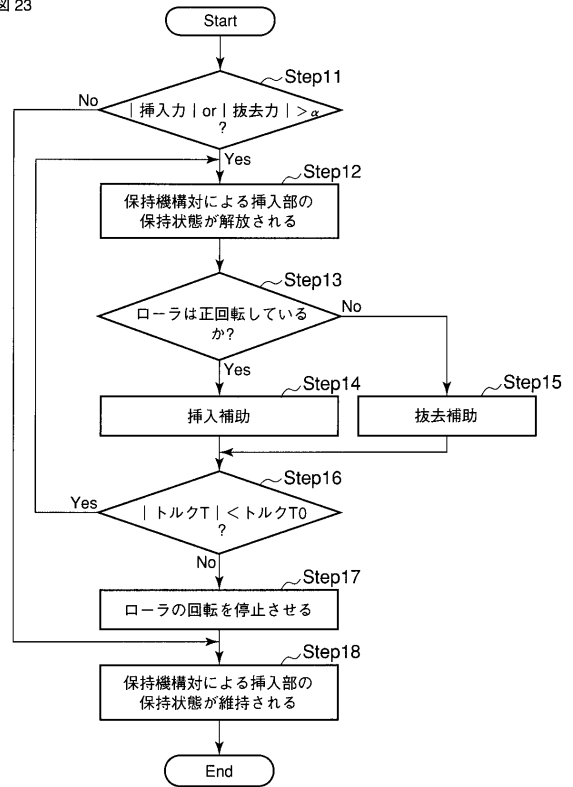 図 23
Start
Step11
| 挿入力 | or | 抜去力 | >α
?
No
Yes
Step12
保持機構対による挿入部の
保持状態が解放される
Step13
ローラは正回転している
か?
No
Yes
Step14
挿入補助
Step15
抜去補助
Step16
| トルクT | <トルクT0
?
Yes
No
Step17
ローラの回転を停止させる
Step18
保持機構対による挿入部の
保持状態が維持される
End